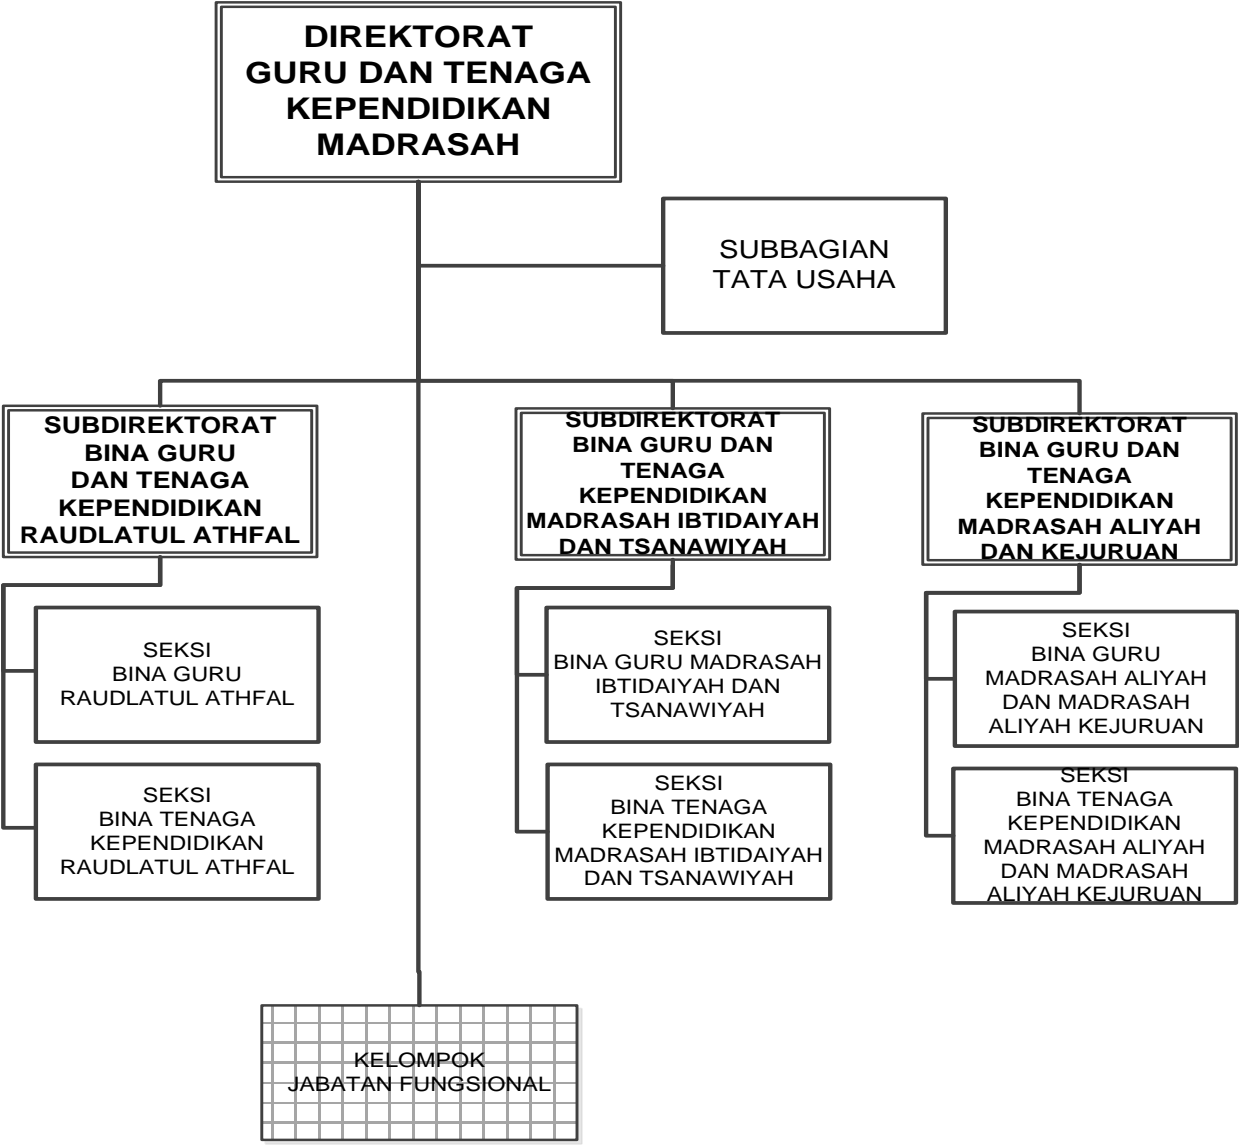 DIREKTORAT
GURU DAN TENAGA
KEPENDIDIKAN
MADRASAH
SUBBAGIAN
TATA USAHA
SUBDIREKTORAT
BINA GURU
DAN TENAGA
KEPENDIDIKAN
RAUDLATUL ATHFAL
SUBDIREKTORAT
BINA GURU DAN
TENAGA
KEPENDIDIKAN
MADRASAH IBTIDAIYAH
DAN TSANAWIYAH
SUBDIREKTORAT
BINA GURU DAN
TENAGA
KEPENDIDIKAN
MADRASAH ALIYAH
DAN KEJURUAN
SEKSI
BINA GURU
RAUDLATUL ATHFAL
SEKSI
BINA GURU MADRASAH
IBTIDAIYAH DAN
TSANAWIYAH
SEKSI
BINA GURU
MADRASAH ALIYAH
DAN MADRASAH
ALIYAH KEJURUAN
SEKSI
BINA TENAGA
KEPENDIDIKAN
RAUDLATUL ATHFAL
SEKSI
BINA TENAGA
KEPENDIDIKAN
MADRASAH IBTIDAIYAH
DAN TSANAWIYAH
SEKSI
BINA TENAGA
KEPENDIDIKAN
MADRASAH ALIYAH
DAN MADRASAH
ALIYAH KEJURUAN
KELOMPOK
JABATAN FUNGSIONAL